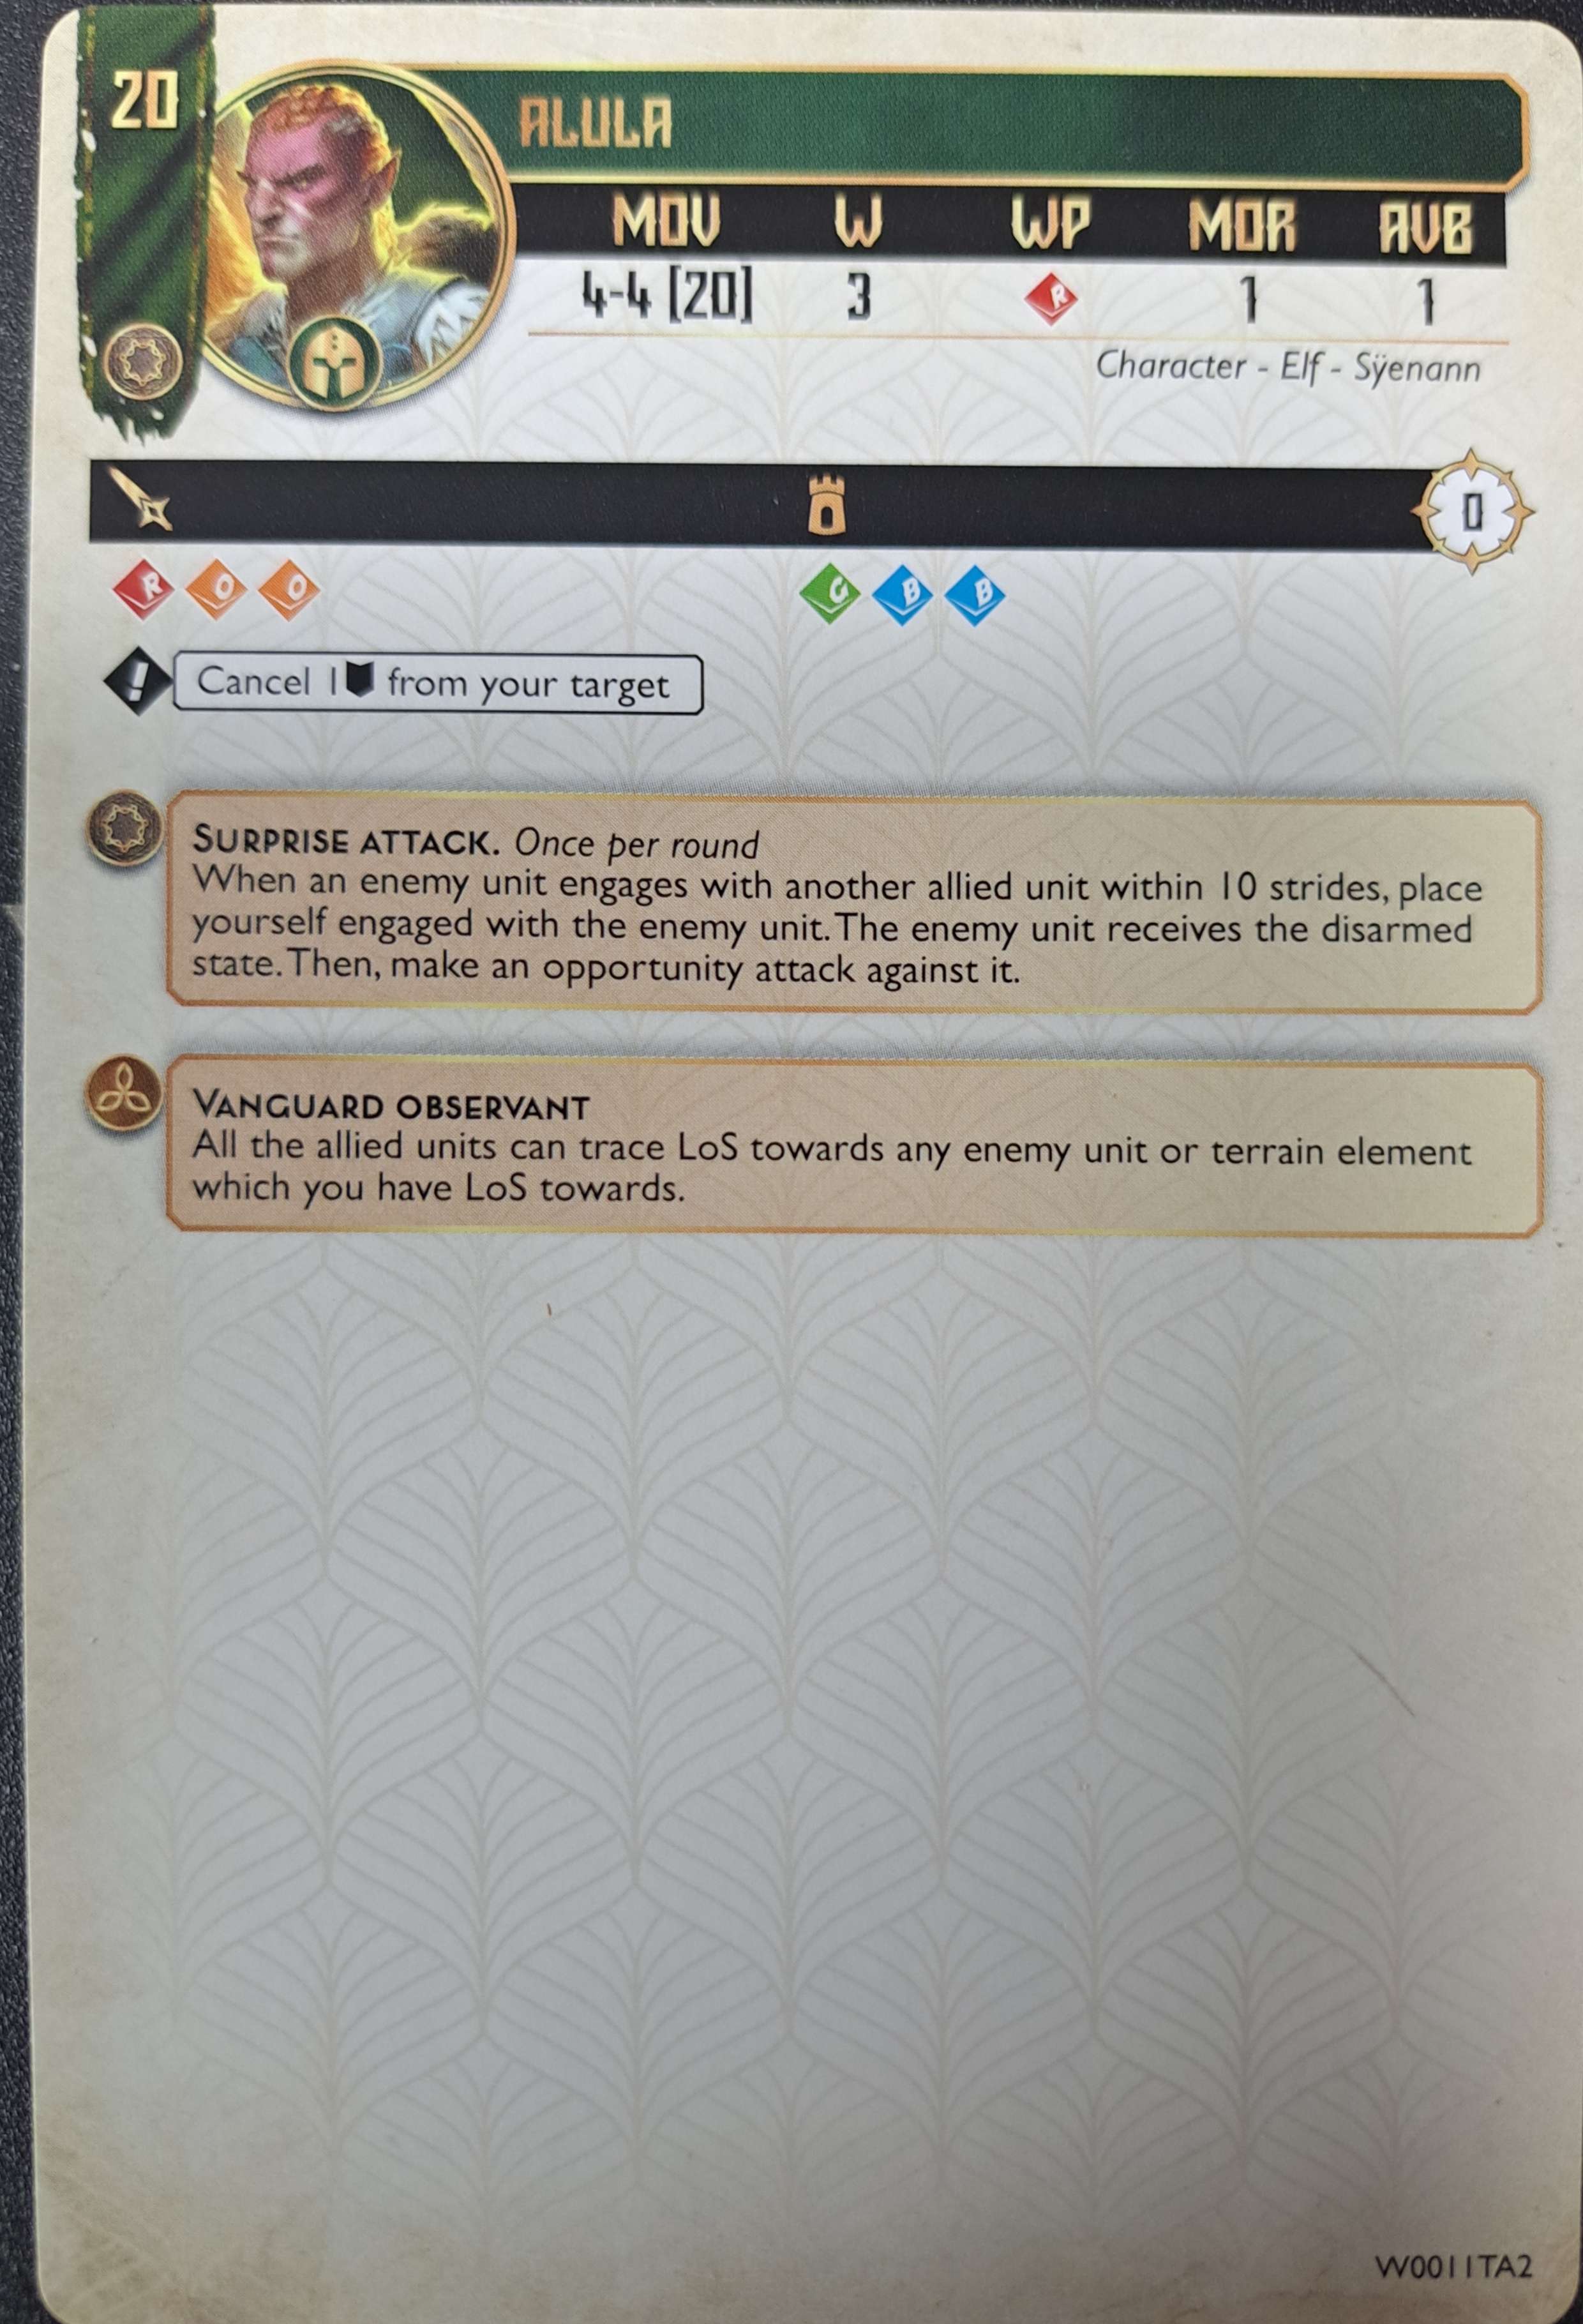 20
ALULA
MOV W WP MOR AVB
4-4 [20] 3 R 1 1
Character - Elf - Sÿenann
0
R O O G B B
! Cancel 1 from your target
SURPRISE ATTACK. Once per round
When an enemy unit engages with another allied unit within 10 strides, place
yourself engaged with the enemy unit. The enemy unit receives the disarmed
state. Then, make an opportunity attack against it.
VANGUARD OBSERVANT
All the allied units can trace LoS towards any enemy unit or terrain element
which you have LoS towards.
W0011TA2